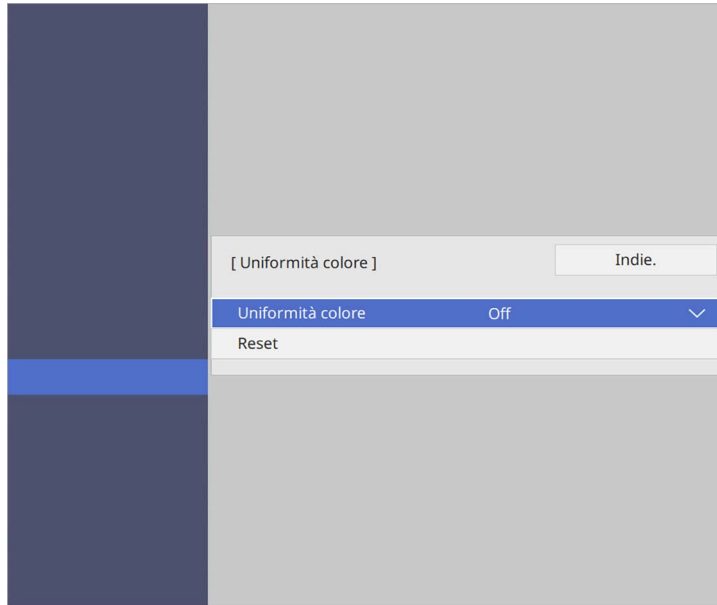 [ Uniformità colore ]
Indie.
Uniformità colore Off
Reset